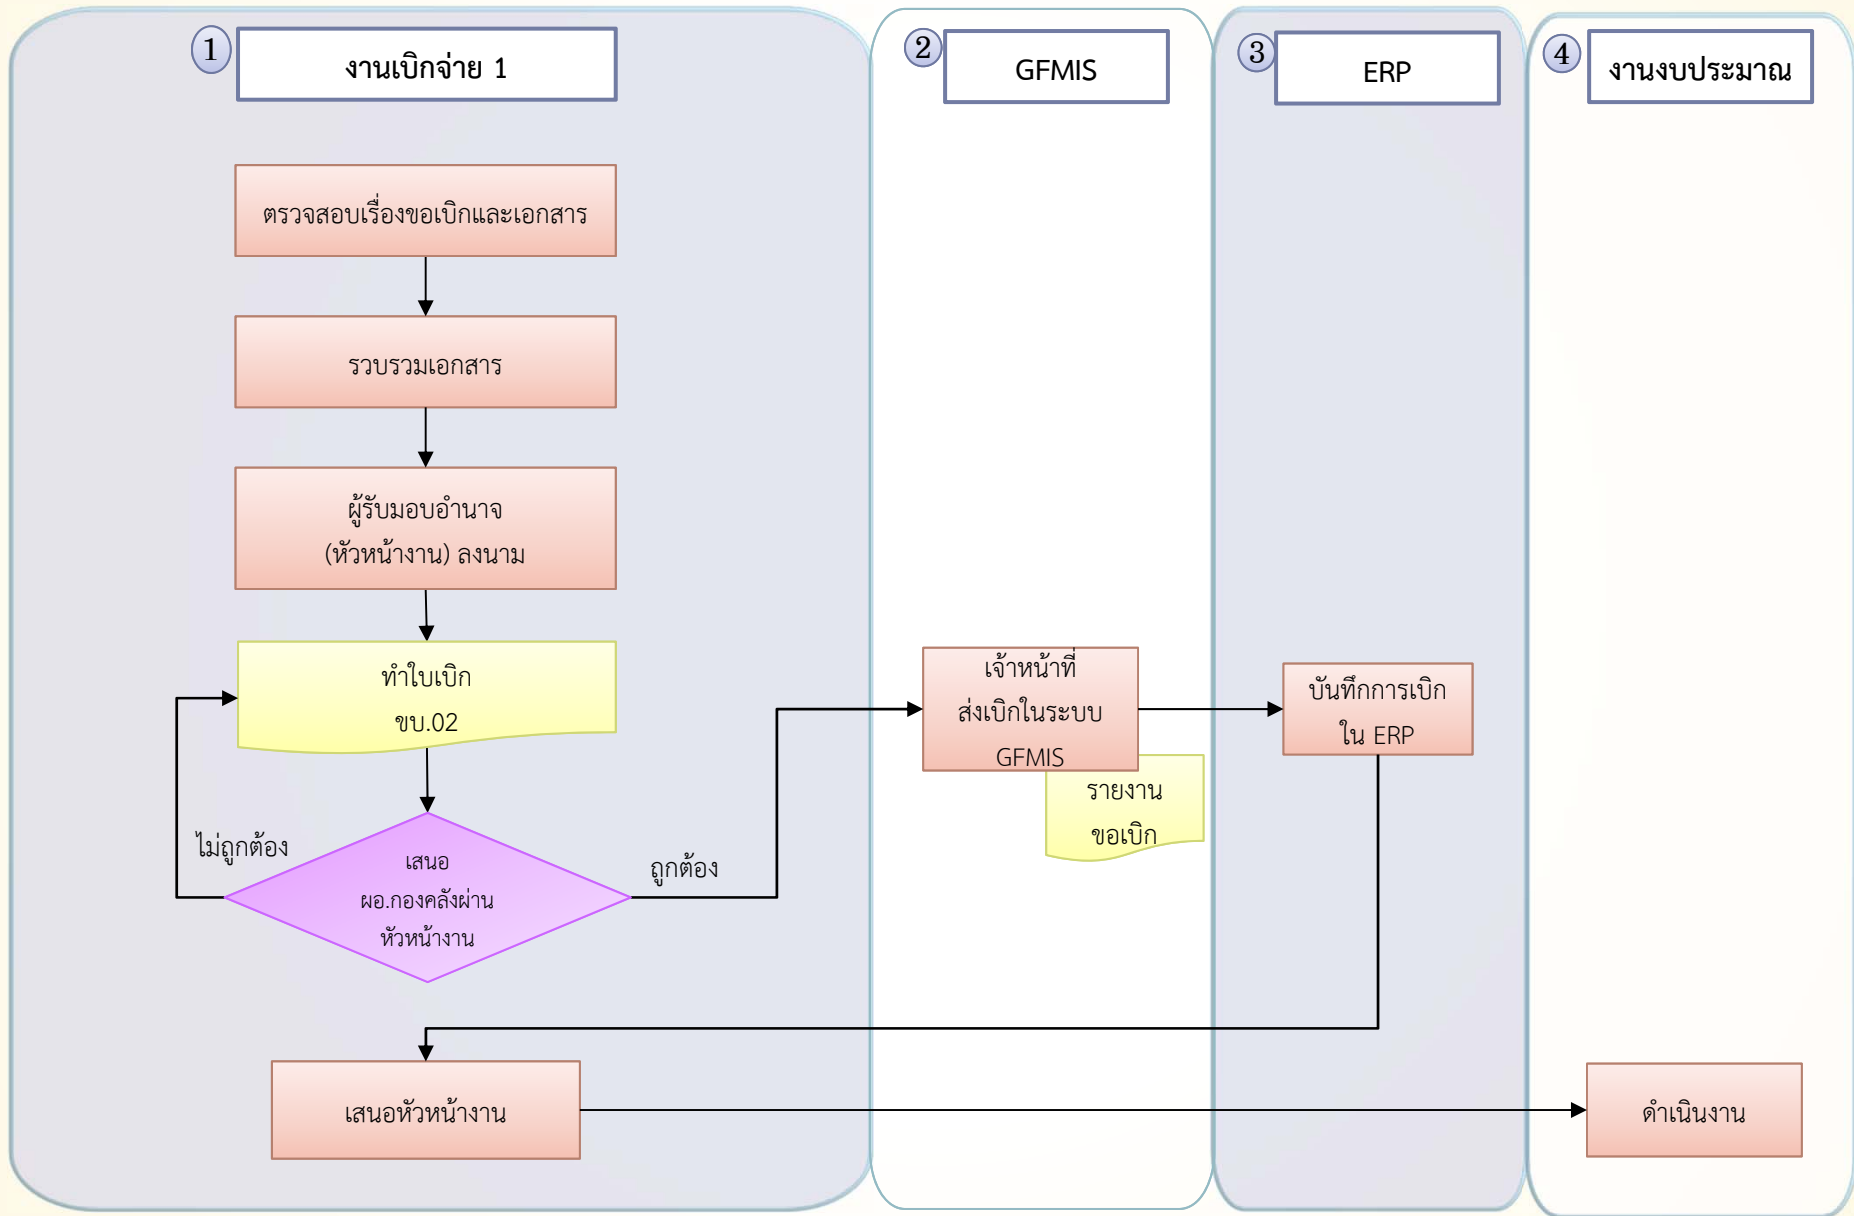 1
งานเบิกจ่าย 1
2
GFMIS
3
ERP
4
งานงบประมาณ
ตรวจสอบเรื่องขอเบิกและเอกสาร
รวบรวมเอกสาร
ผู้รับมอบอำนาจ
(หัวหน้างาน) ลงนาม
ทำใบเบิก
ขบ.02
ไม่ถูกต้อง
เสนอ
ผอ.กองคลังผ่าน
หัวหน้างาน
ถูกต้อง
เจ้าหน้าที่
ส่งเบิกในระบบ
GFMIS
รายงาน
ขอเบิก
บันทึกการเบิก
ใน ERP
เสนอหัวหน้างาน
ดำเนินงาน